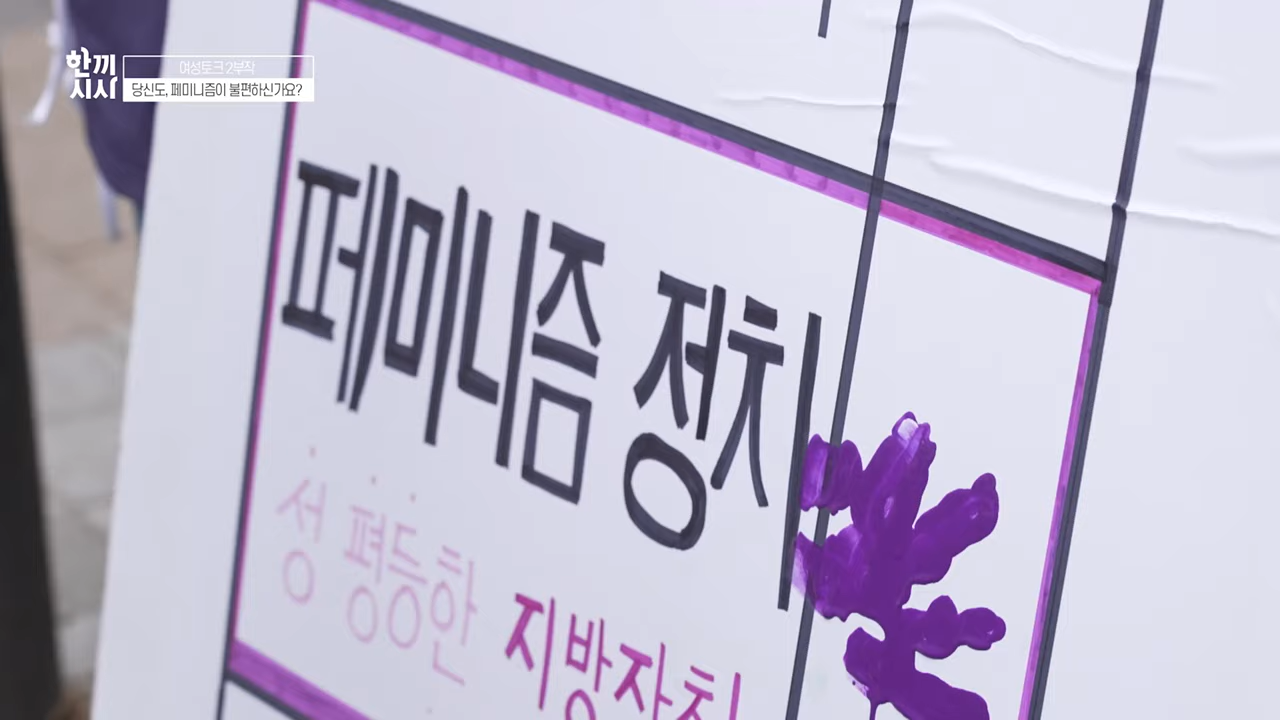 한끼
시사
여성토크 2부작
당신도, 페미니즘이 불편하신가요?
페미니즘 정치
성 평등한 지방자치